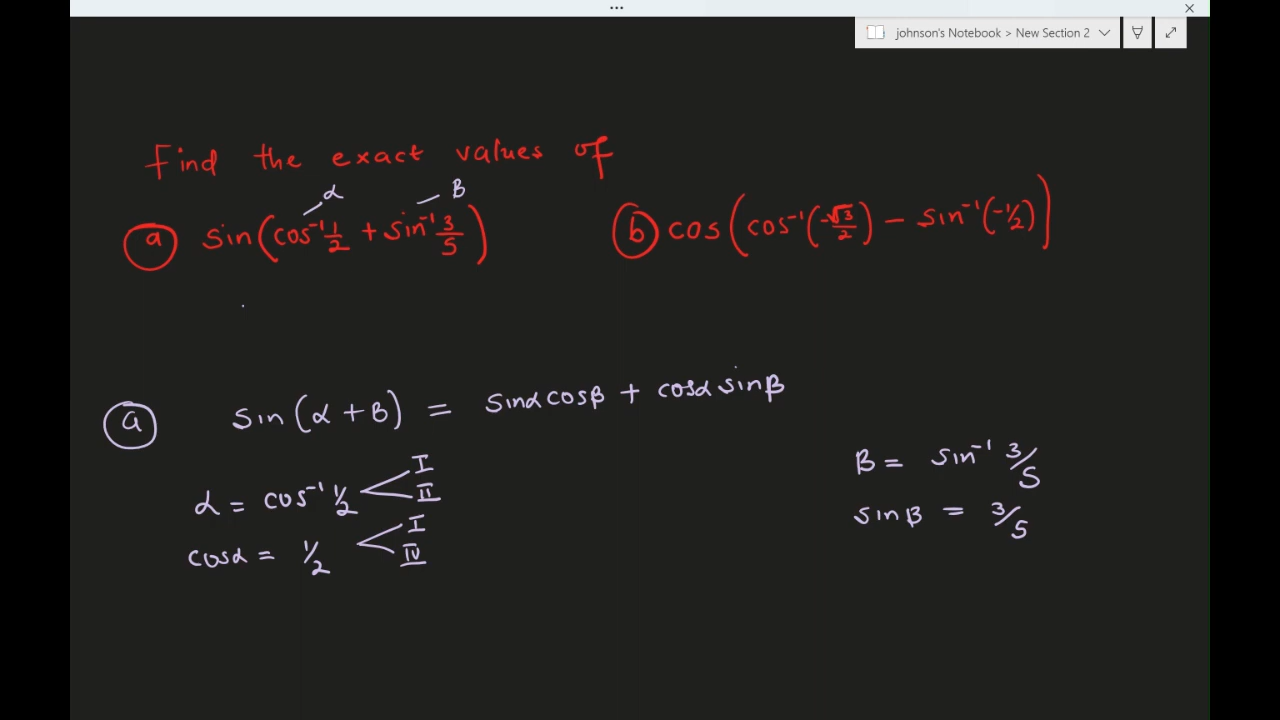 johnson's Notebook > New Section 2
Find the exact values of
α β
ⓐ sin(cos⁻¹ 1/2 + sin⁻¹ 3/5)
ⓑ cos(cos⁻¹(-√3/2) - sin⁻¹(-1/2))
ⓐ sin(α + β) = sinα cosβ + cosα sinβ
α = cos⁻¹ 1/2 < I II
cosα = 1/2 < I IV
β = sin⁻¹ 3/5
sinβ = 3/5